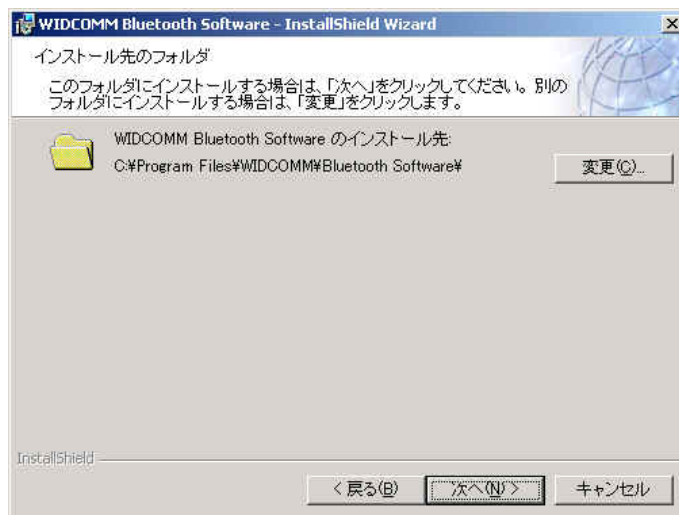 WIDCOMM Bluetooth Software - InstallShield Wizard
インストール先のフォルダ
このフォルダにインストールする場合は、「次へ」をクリックしてください。別の
フォルダにインストールする場合は、「変更」をクリックします。
WIDCOMM Bluetooth Software のインストール先:
C:¥Program Files¥WIDCOMM¥Bluetooth Software¥
変更(C)...
InstallShield
< 戻る(B)
次へ(N) >
キャンセル